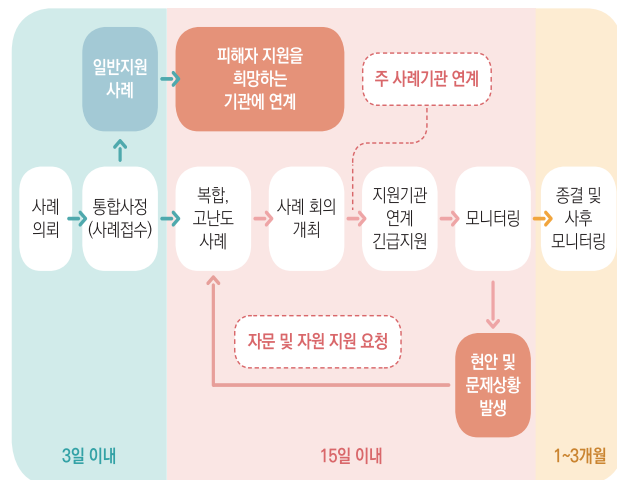 일반지원
사례
피해자 지원을
희망하는
기관에 연계
주 사례기관 연계
사례
의뢰
통합사정
(사례접수)
복합,
고난도
사례
사례 회의
개최
지원기관
연계
긴급지원
모니터링
종결 및
사후
모니터링
자문 및 자원 지원 요청
현안 및
문제상황
발생
3일 이내
15일 이내
1~3개월